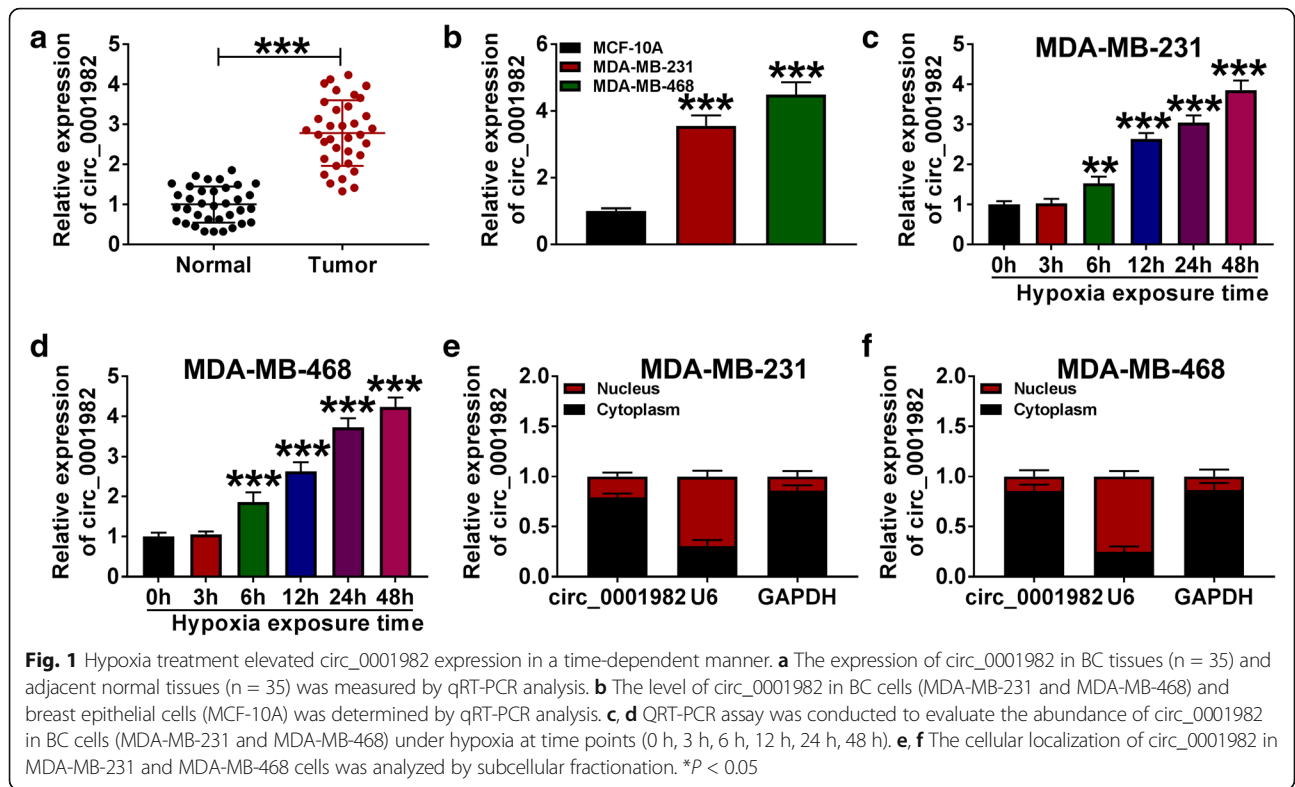 a
Relative expression
of circ_0001982
5
4
3
2
1
0
***
Normal
Tumor
b
Relative expression
of circ_0001982
6
4
2
0
MCF-10A
MDA-MB-231
MDA-MB-468
***
***
c
MDA-MB-231
Relative expression
of circ_0001982
5
4
3
2
1
0
**
***
***
***
0h 3h 6h 12h 24h 48h
Hypoxia exposure time
d
MDA-MB-468
Relative expression
of circ_0001982
5
4
3
2
1
0
***
***
***
***
0h 3h 6h 12h 24h 48h
Hypoxia exposure time
e
MDA-MB-231
Relative expression
of circ_0001982
2.0
1.5
1.0
0.5
0.0
Nucleus
Cytoplasm
circ_0001982 U6 GAPDH
f
MDA-MB-468
Relative expression
of circ_0001982
2.0
1.5
1.0
0.5
0.0
Nucleus
Cytoplasm
circ_0001982 U6 GAPDH
Fig. 1 Hypoxia treatment elevated circ_0001982 expression in a time-dependent manner. a The expression of circ_0001982 in BC tissues (n = 35) and
adjacent normal tissues (n = 35) was measured by qRT-PCR analysis. b The level of circ_0001982 in BC cells (MDA-MB-231 and MDA-MB-468) and
breast epithelial cells (MCF-10A) was determined by qRT-PCR analysis. c, d QRT-PCR assay was conducted to evaluate the abundance of circ_0001982
in BC cells (MDA-MB-231 and MDA-MB-468) under hypoxia at time points (0 h, 3 h, 6 h, 12 h, 24 h, 48 h). e, f The cellular localization of circ_0001982 in
MDA-MB-231 and MDA-MB-468 cells was analyzed by subcellular fractionation. *P < 0.05